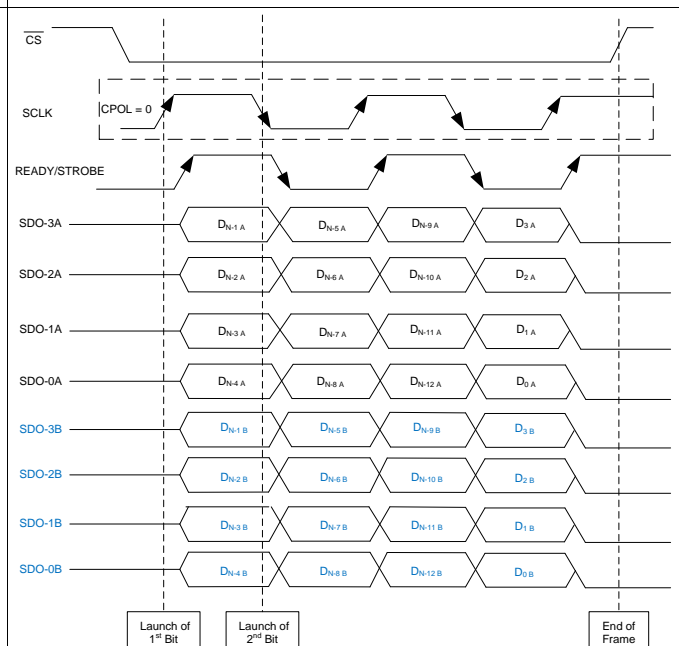 CS
SCLK
CPOL = 0
READY/STROBE
SDO-3A DN-1 A DN-5 A DN-9 A D3 A
SDO-2A DN-2 A DN-6 A DN-10 A D2 A
SDO-1A DN-3 A DN-7 A DN-11 A D1 A
SDO-0A DN-4 A DN-8 A DN-12 A D0 A
SDO-3B DN-1 B DN-5 B DN-9 B D3 B
SDO-2B DN-2 B DN-6 B DN-10 B D2 B
SDO-1B DN-3 B DN-7 B DN-11 B D1 B
SDO-0B DN-4 B DN-8 B DN-12 B D0 B
Launch of
1st Bit
Launch of
2nd Bit
End of
Frame